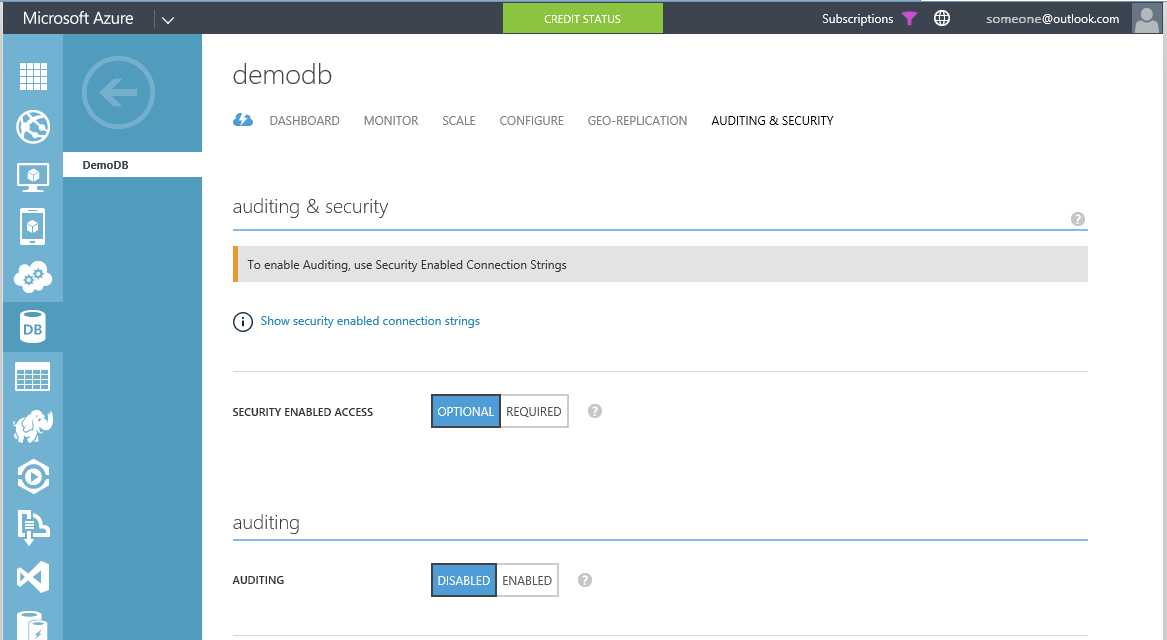 Microsoft Azure
CREDIT STATUS
Subscriptions
someone@outlook.com
DemoDB
DB
demodb
DASHBOARD MONITOR SCALE CONFIGURE GEO-REPLICATION AUDITING & SECURITY
auditing & security
?
To enable Auditing, use Security Enabled Connection Strings
i Show security enabled connection strings
SECURITY ENABLED ACCESS OPTIONAL REQUIRED ?
auditing
AUDITING DISABLED ENABLED ?